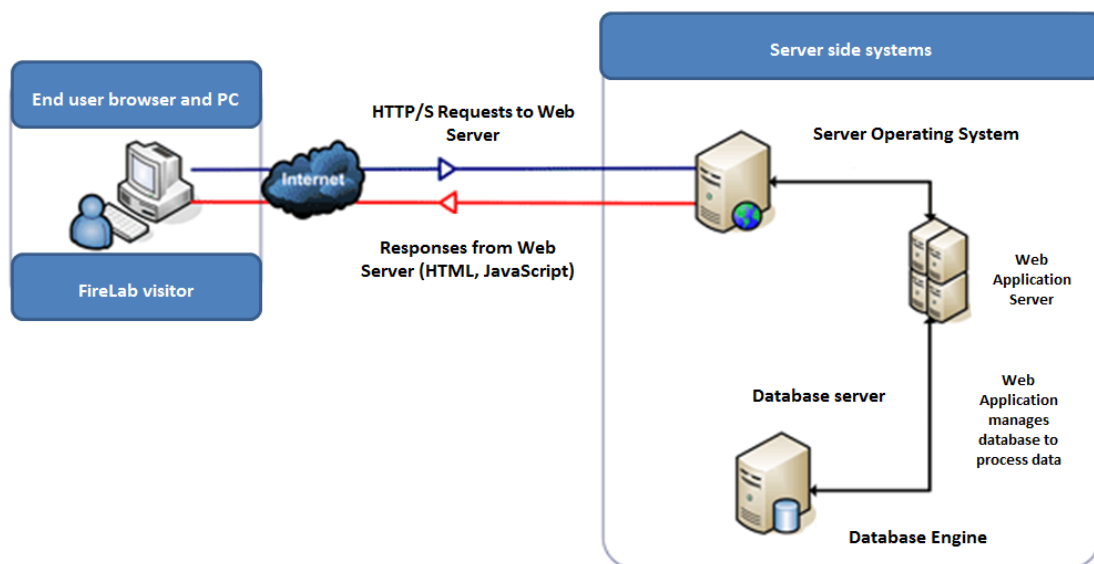 End user browser and PC
FireLab visitor
Internet
HTTP/S Requests to Web
Server
Responses from Web
Server (HTML, JavaScript)
Server side systems
Server Operating System
Web
Application
Server
Web
Application
manages
database to
process data
Database server
Database Engine